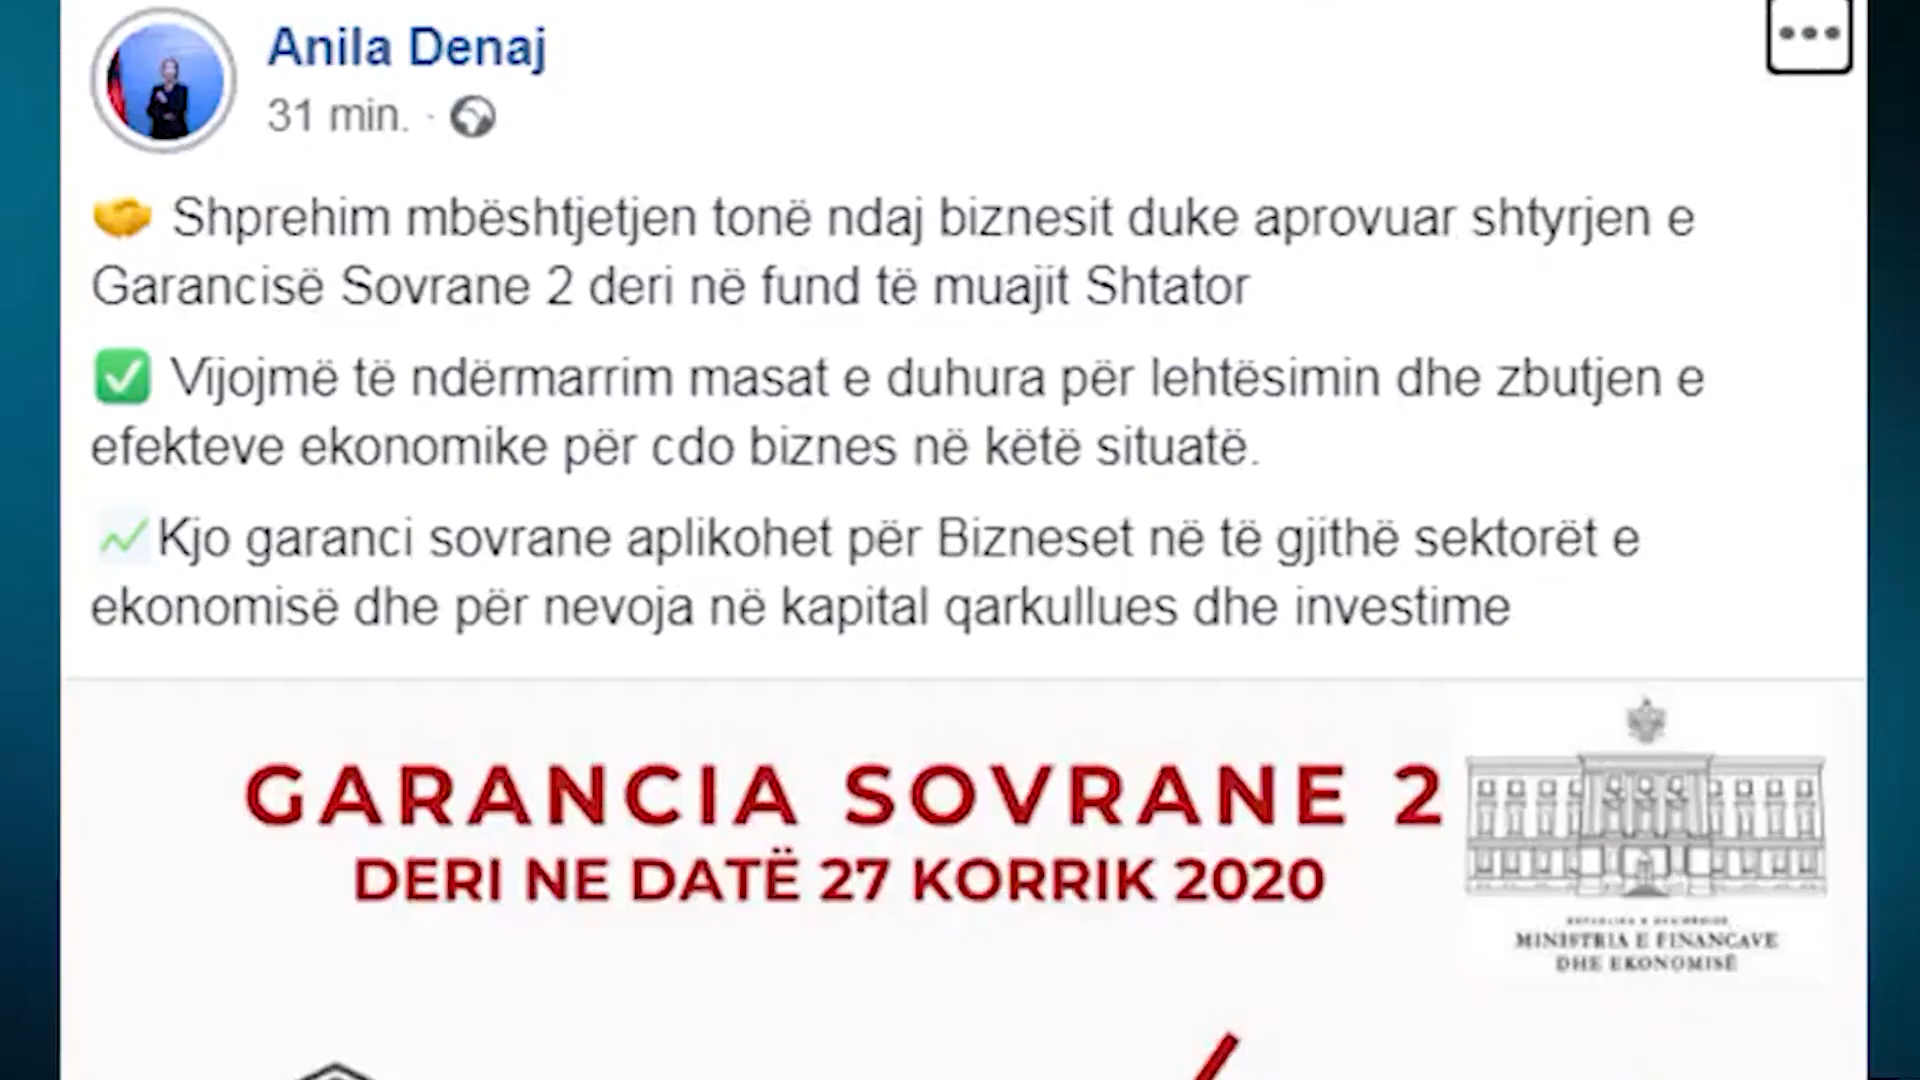 Anila Denaj
31 min.
Shprehim mbështjetjen tonë ndaj biznesit duke aprovuar shtyrjen e
Garancisë Sovrane 2 deri në fund të muajit Shtator
Vijojmë të ndërmarrim masat e duhura për lehtësimin dhe zbutjen e
efekteve ekonomike për cdo biznes në këtë situatë.
Kjo garanci sovrane aplikohet për Bizneset në të gjithë sektorët e
ekonomisë dhe për nevoja në kapital qarkullues dhe investime
GARANCIA SOVRANE 2
DERI NE DATË 27 KORRIK 2020
MINISTRIA E FINANCAVE
DHE EKONOMISË